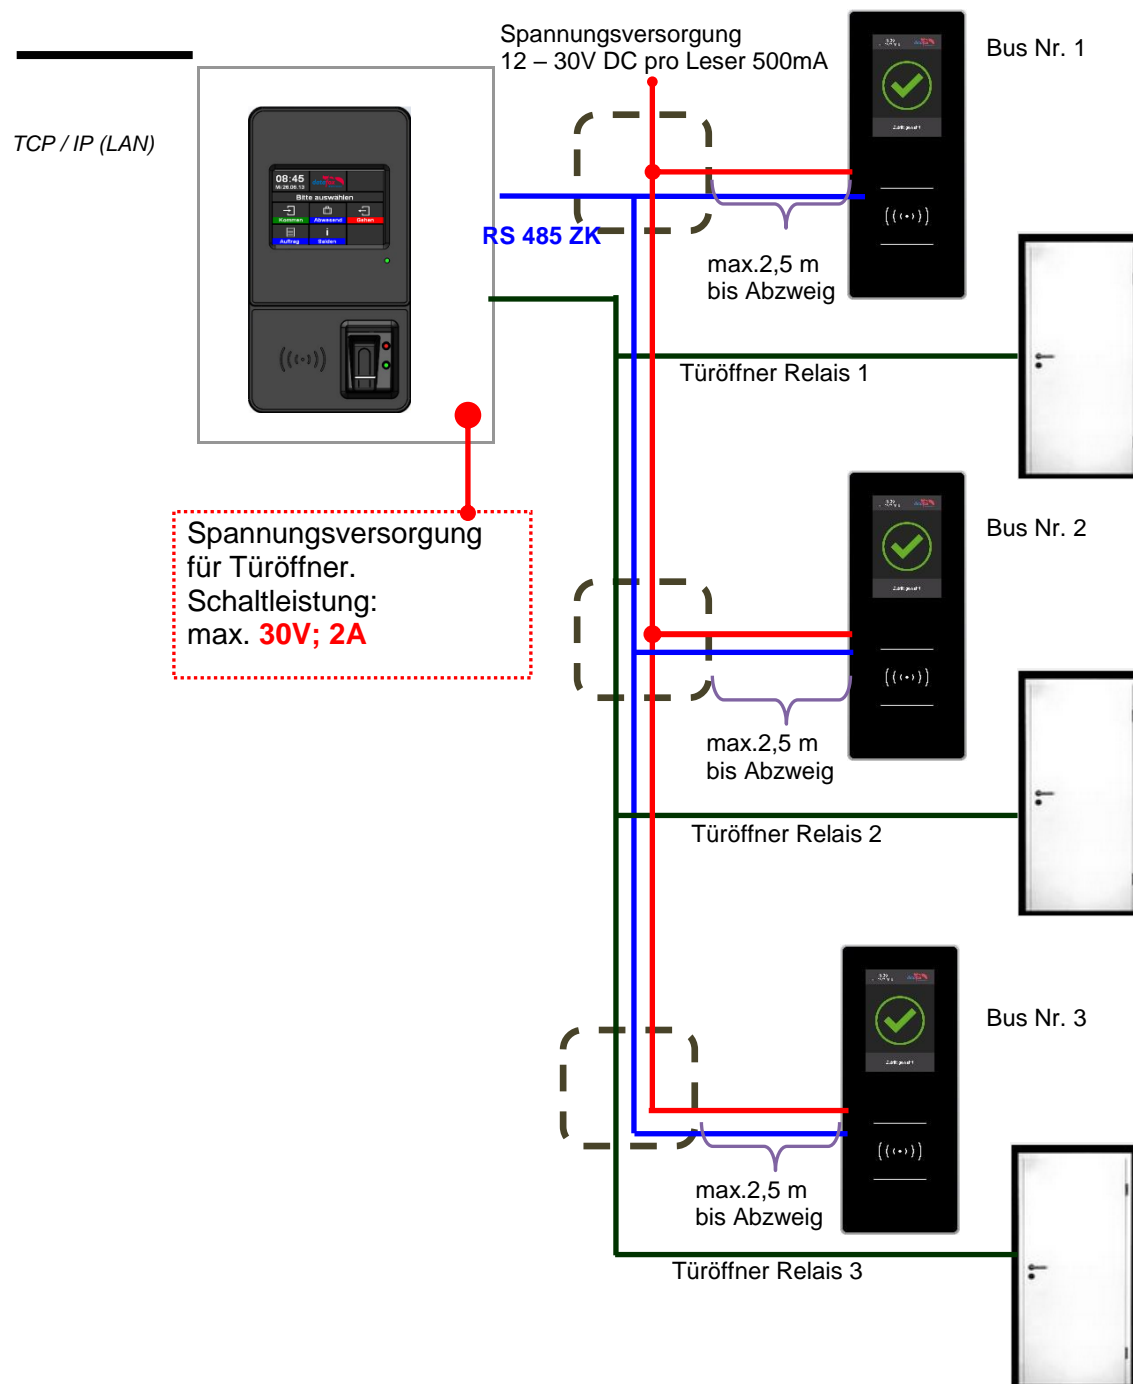 Spannungsversorgung
12 – 30V DC pro Leser 500mA
Bus Nr. 1
TCP / IP (LAN)
08:45
Bitte auswählen
Kommen
Abwesend
Gehen
Auftrag
Salden
RS 485 ZK
max.2,5 m
bis Abzweig
Türöffner Relais 1
Spannungsversorgung
für Türöffner.
Schaltleistung:
max. 30V; 2A
Bus Nr. 2
max.2,5 m
bis Abzweig
Türöffner Relais 2
Bus Nr. 3
max.2,5 m
bis Abzweig
Türöffner Relais 3